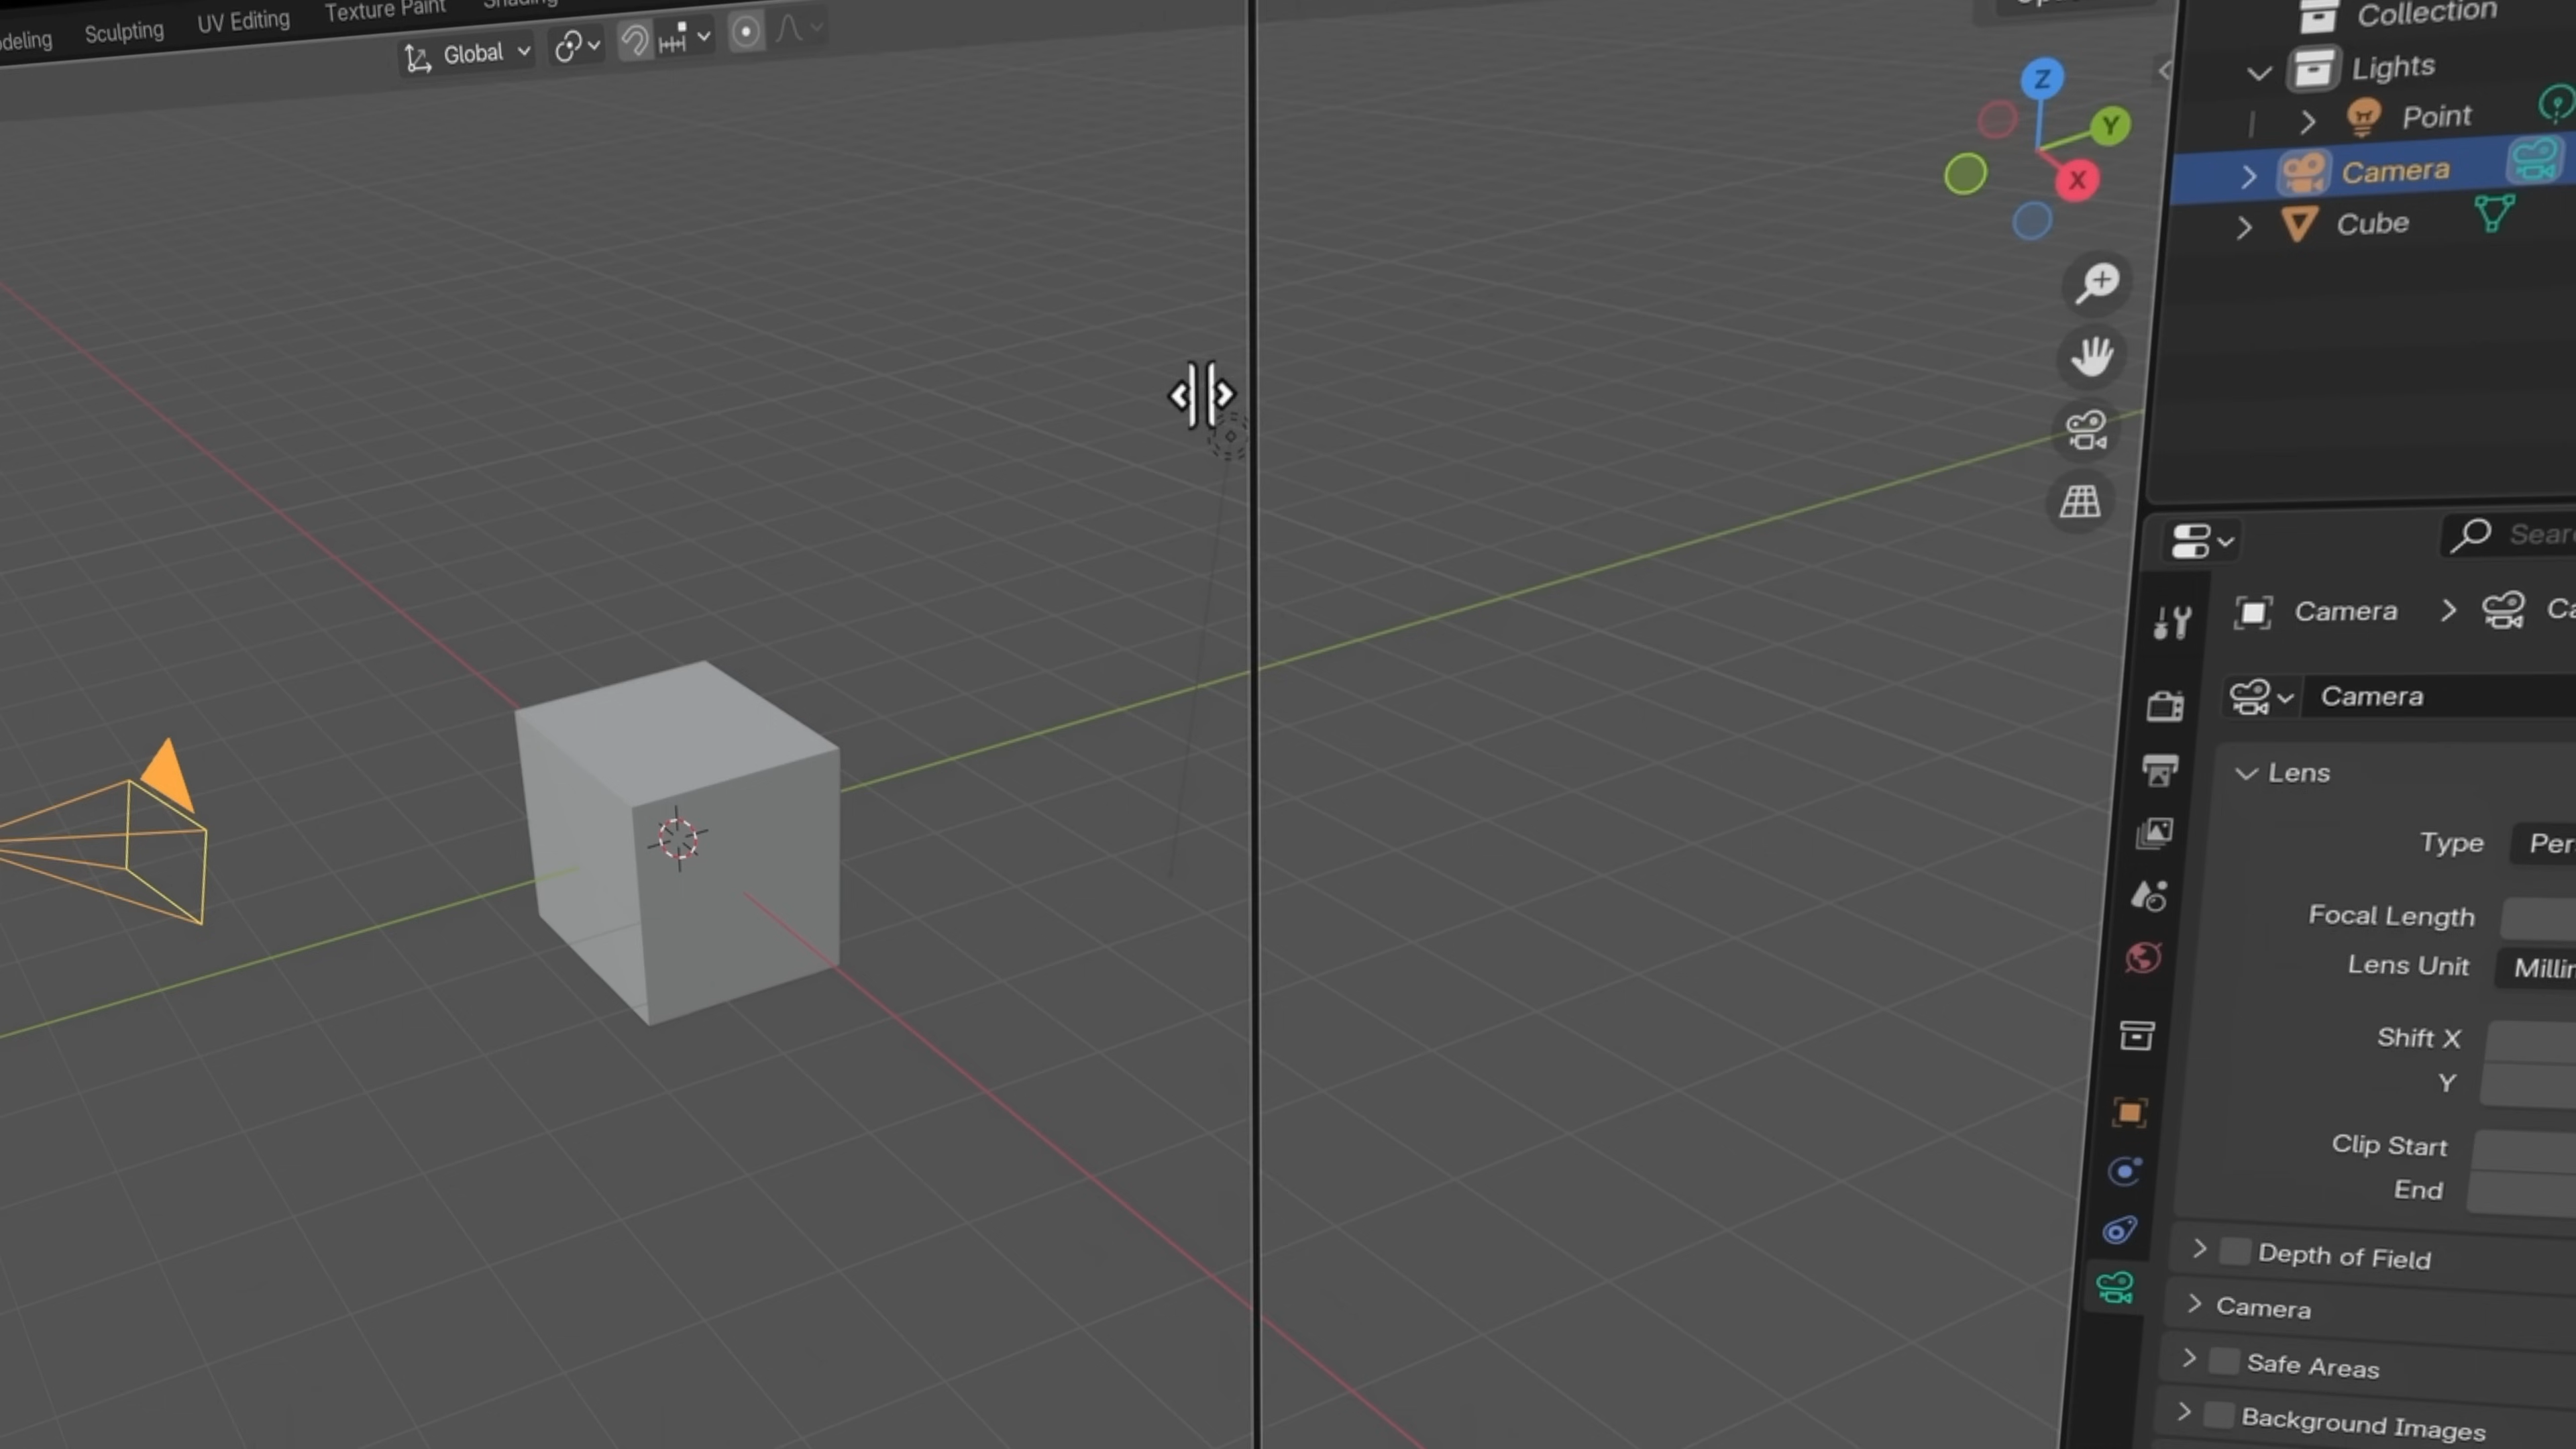 Sculpting
UV Editing
Texture Paint
Global
Z
Y
X
Collection
Lights
Point
Camera
Cube
Camera
Camera
Lens
Type
Focal Length
Lens Unit
Shift X
Y
Clip Start
End
Depth of Field
Camera
Safe Areas
Background Images